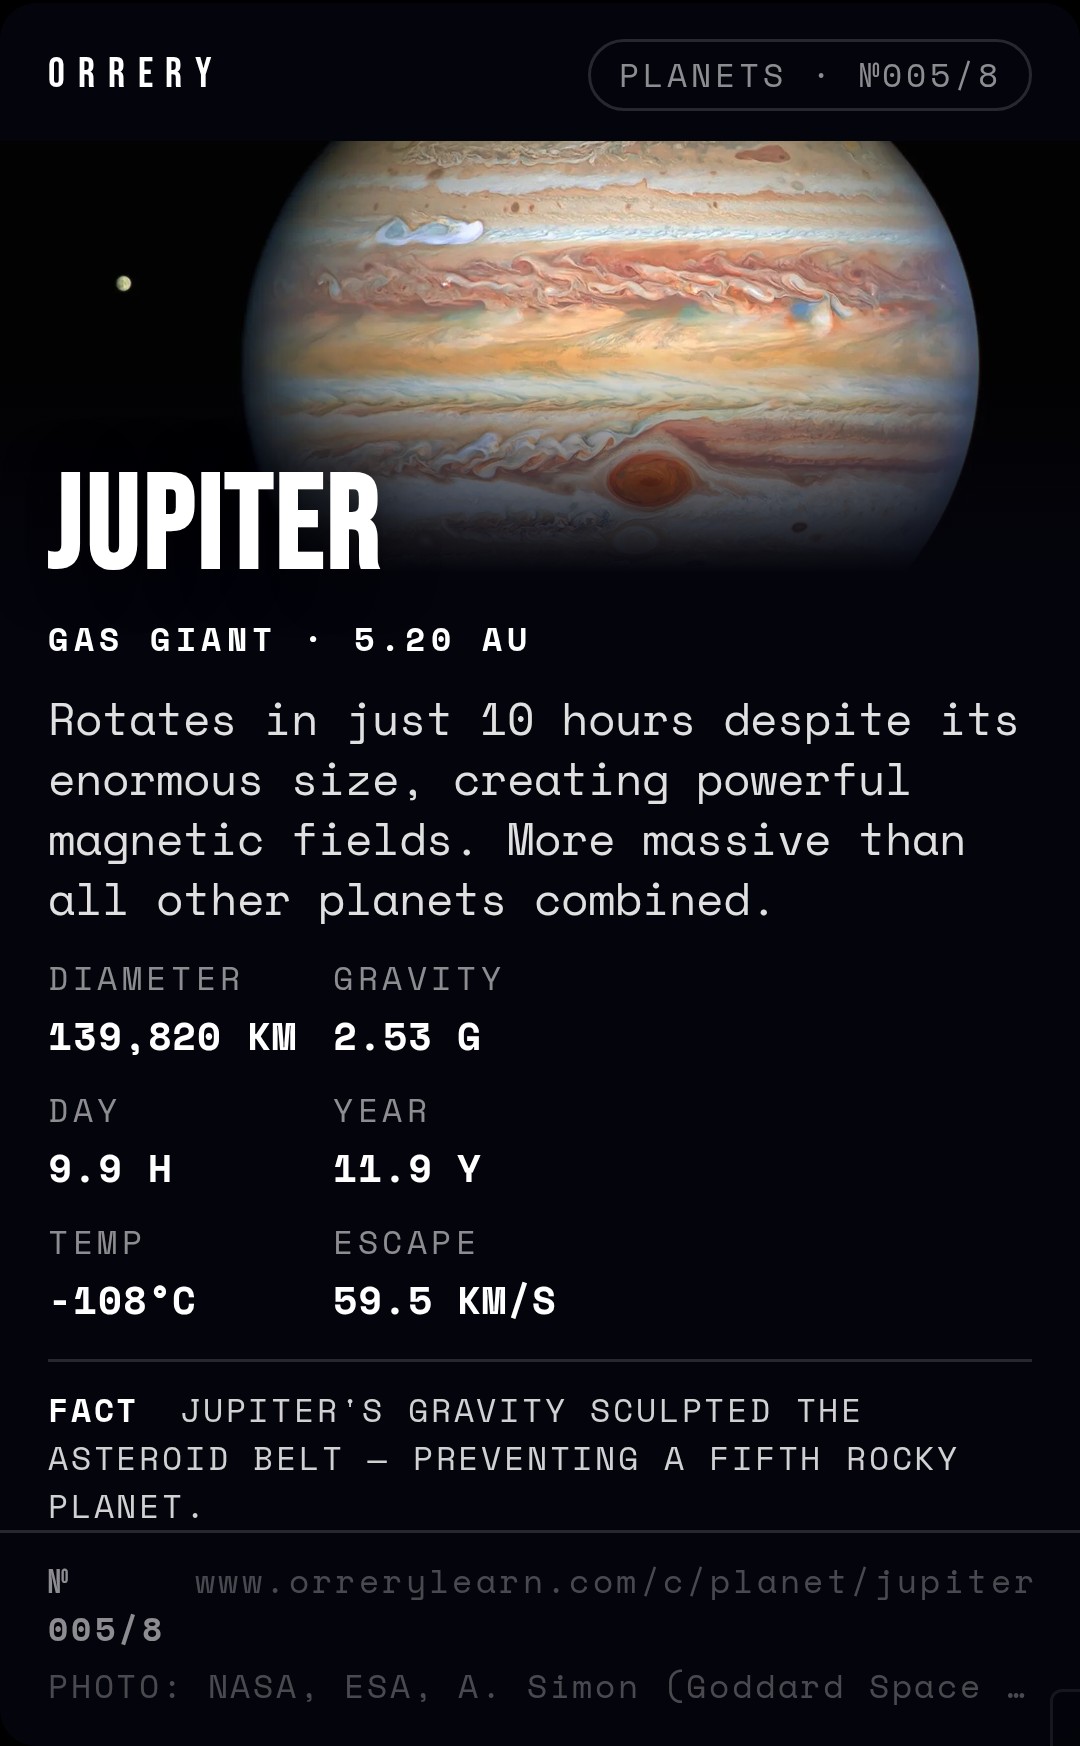 ORRERY
PLANETS · №005/8
JUPITER
GAS GIANT · 5.20 AU
Rotates in just 10 hours despite its
enormous size, creating powerful
magnetic fields. More massive than
all other planets combined.
DIAMETER GRAVITY
139,820 KM 2.53 G
DAY YEAR
9.9 H 11.9 Y
TEMP ESCAPE
-108°C 59.5 KM/S
FACT JUPITER'S GRAVITY SCULPTED THE
ASTEROID BELT — PREVENTING A FIFTH ROCKY
PLANET.
№ www.orrerylearn.com/c/planet/jupiter
005/8
PHOTO: NASA, ESA, A. Simon (Goddard Space …